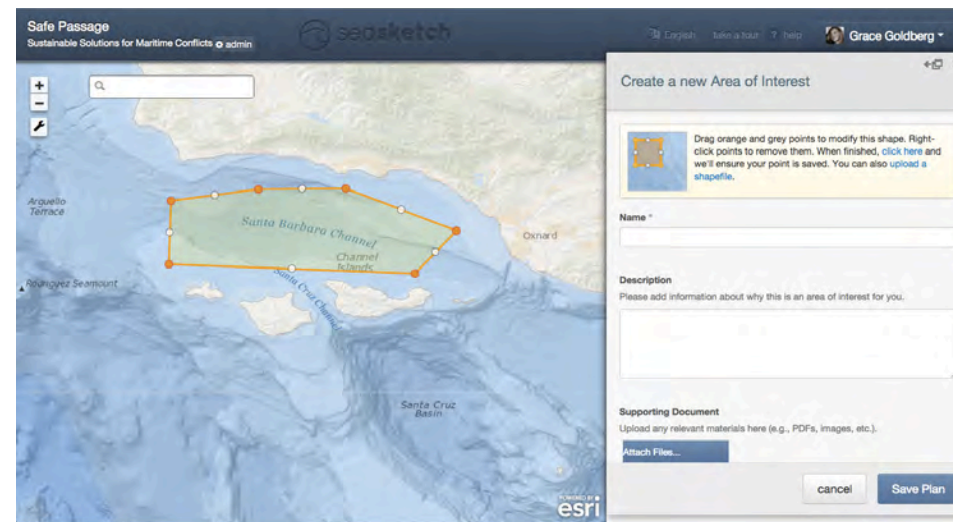 Safe Passage
Sustainable Solutions for Maritime Conflicts admin
seasketch
English take a tour ? help
Grace Goldberg
+
−
Arguello
Terrace
Santa Barbara Channel
Oxnard
Channel
Islands
Rodriguez Seamount
Santa Cruz Channel
Santa Cruz
Basin
POWERED BY
esri
Create a new Area of Interest
Drag orange and grey points to modify this shape. Right-
click points to remove them. When finished, click here and
we'll ensure your point is saved. You can also upload a
shapefile.
Name *
Description
Please add information about why this is an area of interest for you.
Supporting Document
Upload any relevant materials here (e.g., PDFs, images, etc.).
Attach Files...
cancel
Save Plan